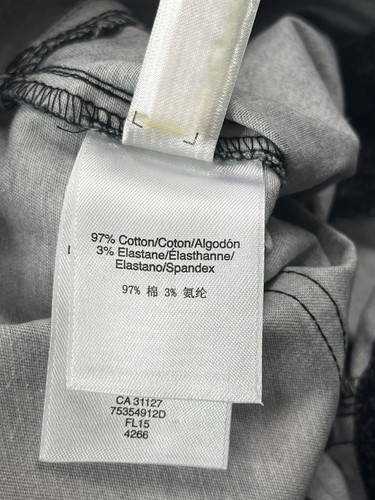 97% Cotton/Coton/Algodón
3% Elastane/Élasthanne/
Elastano/Spandex
97% 棉 3% 氨纶
CA 31127
75354912D
FL15
4266